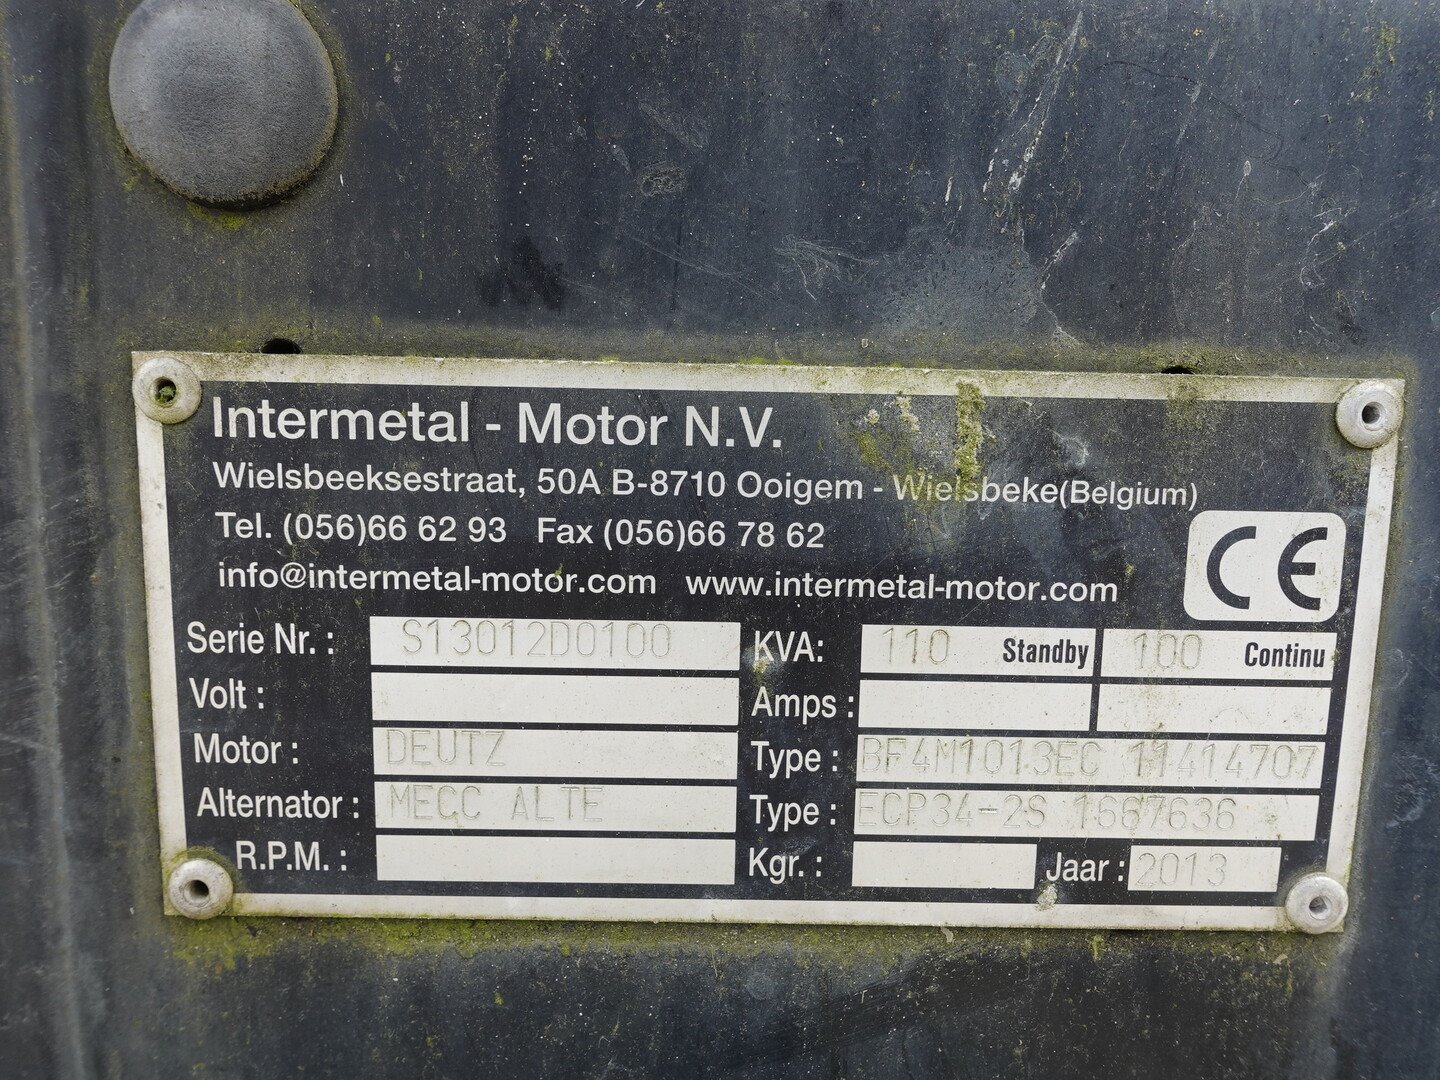 Intermetal - Motor N.V.
Wielsbeeksestraat, 50A B-8710 Ooigem - Wielsbeke(Belgium)
Tel. (056)66 62 93 Fax (056)66 78 62
info@intermetal-motor.com www.intermetal-motor.com
CE
Serie Nr. : S13012D0100 KVA: 110 Standby 100 Continu
Volt : Amps :
Motor : DEUTZ Type : BF4M1013EC 11414707
Alternator : MECC ALTE Type : ECP34-2S 1667636
R.P.M. : Kgr. : Jaar : 2013